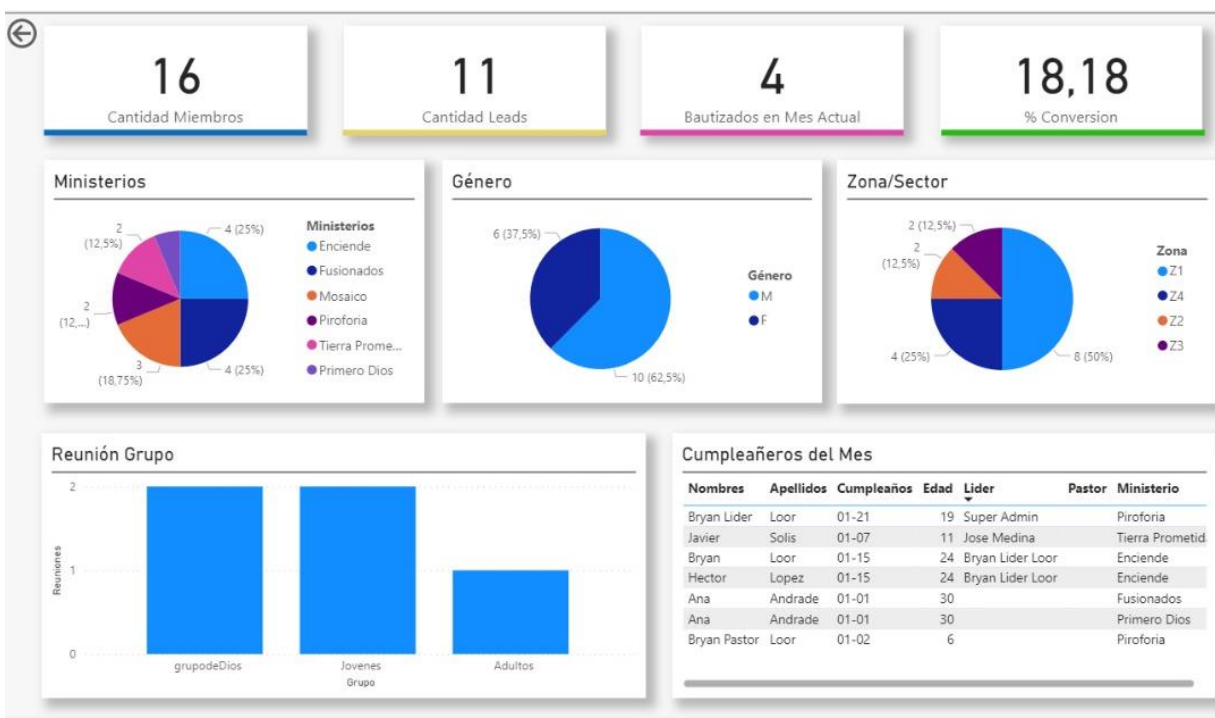 16
Cantidad Miembros
11
Cantidad Leads
4
Bautizados en Mes Actual
18,18
% Conversion
Ministerios
4 (25%)
4 (25%)
3
(18,75%)
2
(12,...)
2
(12,5%)
Ministerios
Enciende
Fusionados
Mosaico
Piroforia
Tierra Prome...
Primero Dios
Género
6 (37,5%)
10 (62,5%)
Género
M
F
Zona/Sector
2 (12,5%)
2
(12,5%)
4 (25%)
8 (50%)
Zona
Z1
Z4
Z2
Z3
Reunión Grupo
2
1
0
Reuniones
grupodeDios Jovenes Adultos
Grupo
Cumpleañeros del Mes
Nombres Apellidos Cumpleaños Edad Lider Pastor Ministerio
Bryan Lider Loor 01-21 19 Super Admin Piroforia
Javier Solis 01-07 11 Jose Medina Tierra Prometid
Bryan Loor 01-15 24 Bryan Lider Loor Enciende
Hector Lopez 01-15 24 Bryan Lider Loor Enciende
Ana Andrade 01-01 30 Fusionados
Ana Andrade 01-01 30 Primero Dios
Bryan Pastor Loor 01-02 6 Piroforia